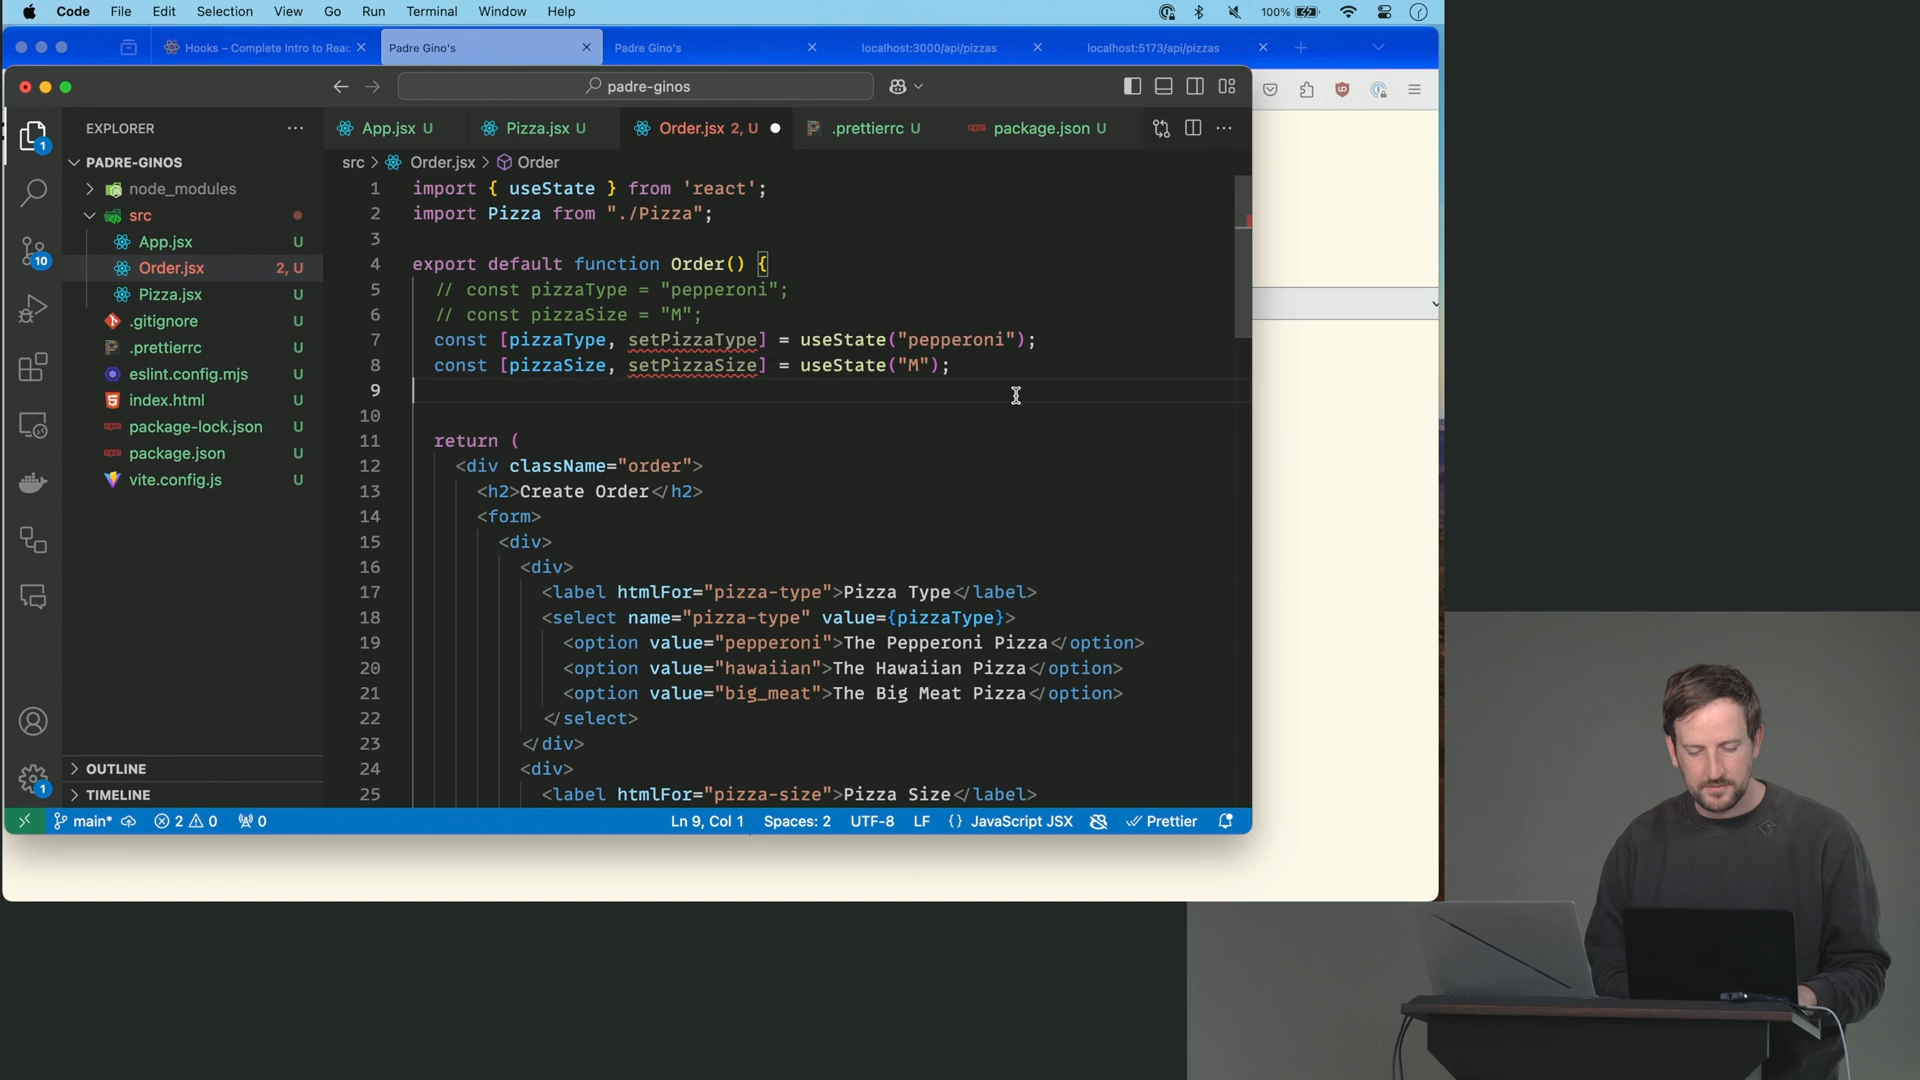 Code File Edit Selection View Go Run Terminal Window Help
100%
Hooks – Complete Intro to Reac
Padre Gino's
Padre Gino's
localhost:3000/api/pizzas
localhost:5173/api/pizzas
padre-ginos
EXPLORER
App.jsx U
Pizza.jsx U
Order.jsx 2, U
.prettierrc U
package.json U
PADRE-GINOS
node_modules
src
App.jsx U
Order.jsx 2, U
Pizza.jsx U
.gitignore U
.prettierrc U
eslint.config.mjs U
index.html U
package-lock.json U
package.json U
vite.config.js U
OUTLINE
TIMELINE
1
10
1
src > Order.jsx > Order
1 import { useState } from 'react';
2 import Pizza from "./Pizza";
3
4 export default function Order() {
5 // const pizzaType = "pepperoni";
6 // const pizzaSize = "M";
7 const [pizzaType, setPizzaType] = useState("pepperoni");
8 const [pizzaSize, setPizzaSize] = useState("M");
9
10
11 return (
12 <div className="order">
13 <h2>Create Order</h2>
14 <form>
15 <div>
16 <div>
17 <label htmlFor="pizza-type">Pizza Type</label>
18 <select name="pizza-type" value={pizzaType}>
19 <option value="pepperoni">The Pepperoni Pizza</option>
20 <option value="hawaiian">The Hawaiian Pizza</option>
21 <option value="big_meat">The Big Meat Pizza</option>
22 </select>
23 </div>
24 <div>
25 <label htmlFor="pizza-size">Pizza Size</label>
main* 2 0 0 Ln 9, Col 1 Spaces: 2 UTF-8 LF {} JavaScript JSX Prettier